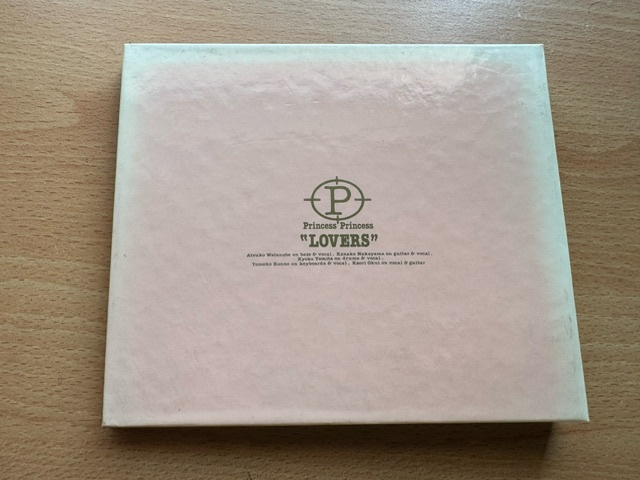 P
Princess Princess
"LOVERS"
Atsuko Watanabe on bass & vocal, Kanako Nakayama on guitar & vocal,
Kyoko Tomita on drums & vocal,
Tomoko Konno on keyboards & vocal, Kaori Okui on vocal & guitar